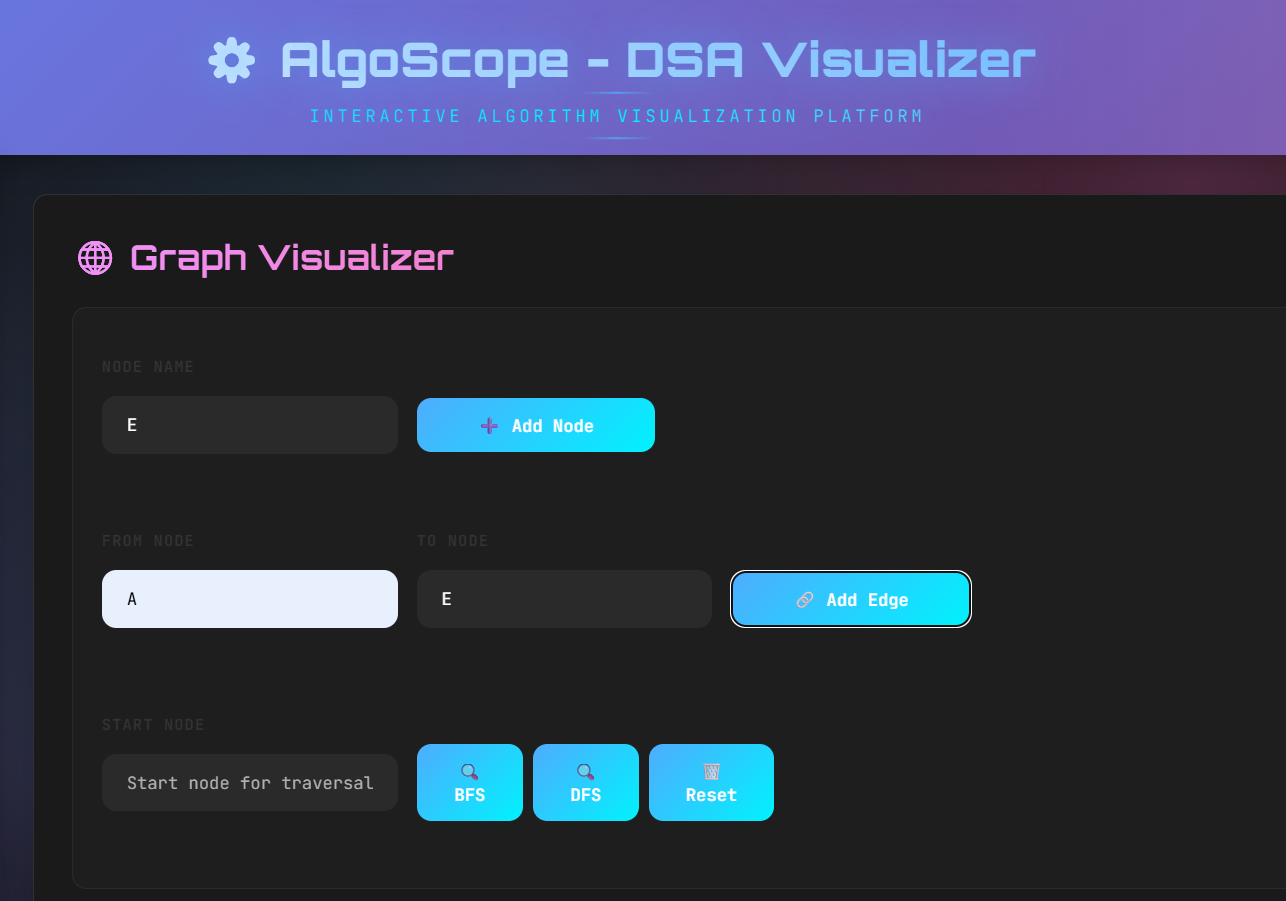 AlgoScope - DSA Visualizer
INTERACTIVE ALGORITHM VISUALIZATION PLATFORM
Graph Visualizer
NODE NAME
E
Add Node
FROM NODE
TO NODE
A
E
Add Edge
START NODE
Start node for traversal
BFS
DFS
Reset